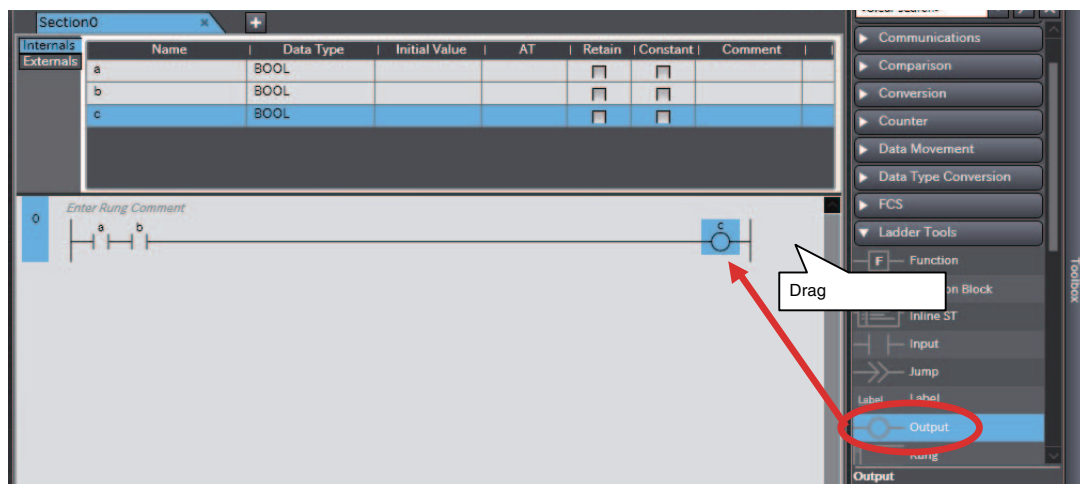 Section0 × +
Internals
Externals
Name Data Type Initial Value AT Retain Constant Comment
a BOOL
b BOOL
c BOOL
0
Enter Rung Comment
a b c
Drag
Communications
Comparison
Conversion
Counter
Data Movement
Data Type Conversion
FCS
Ladder Tools
F Function
on Block
Inline ST
Input
Jump
Label Label
Output
Rung
Output
Toolbox